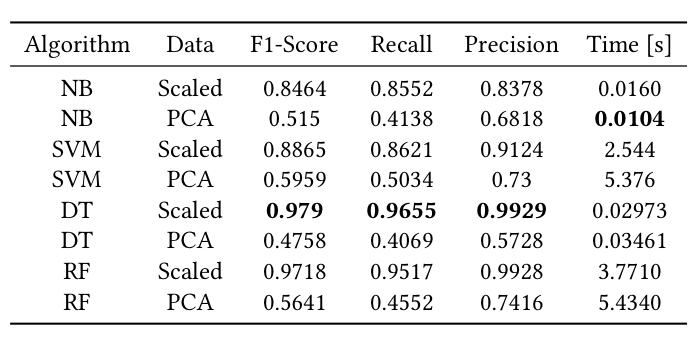 Algorithm Data F1-Score Recall Precision Time [s]
NB Scaled 0.8464 0.8552 0.8378 0.0160
NB PCA 0.515 0.4138 0.6818 0.0104
SVM Scaled 0.8865 0.8621 0.9124 2.544
SVM PCA 0.5959 0.5034 0.73 5.376
DT Scaled 0.979 0.9655 0.9929 0.02973
DT PCA 0.4758 0.4069 0.5728 0.03461
RF Scaled 0.9718 0.9517 0.9928 3.7710
RF PCA 0.5641 0.4552 0.7416 5.4340